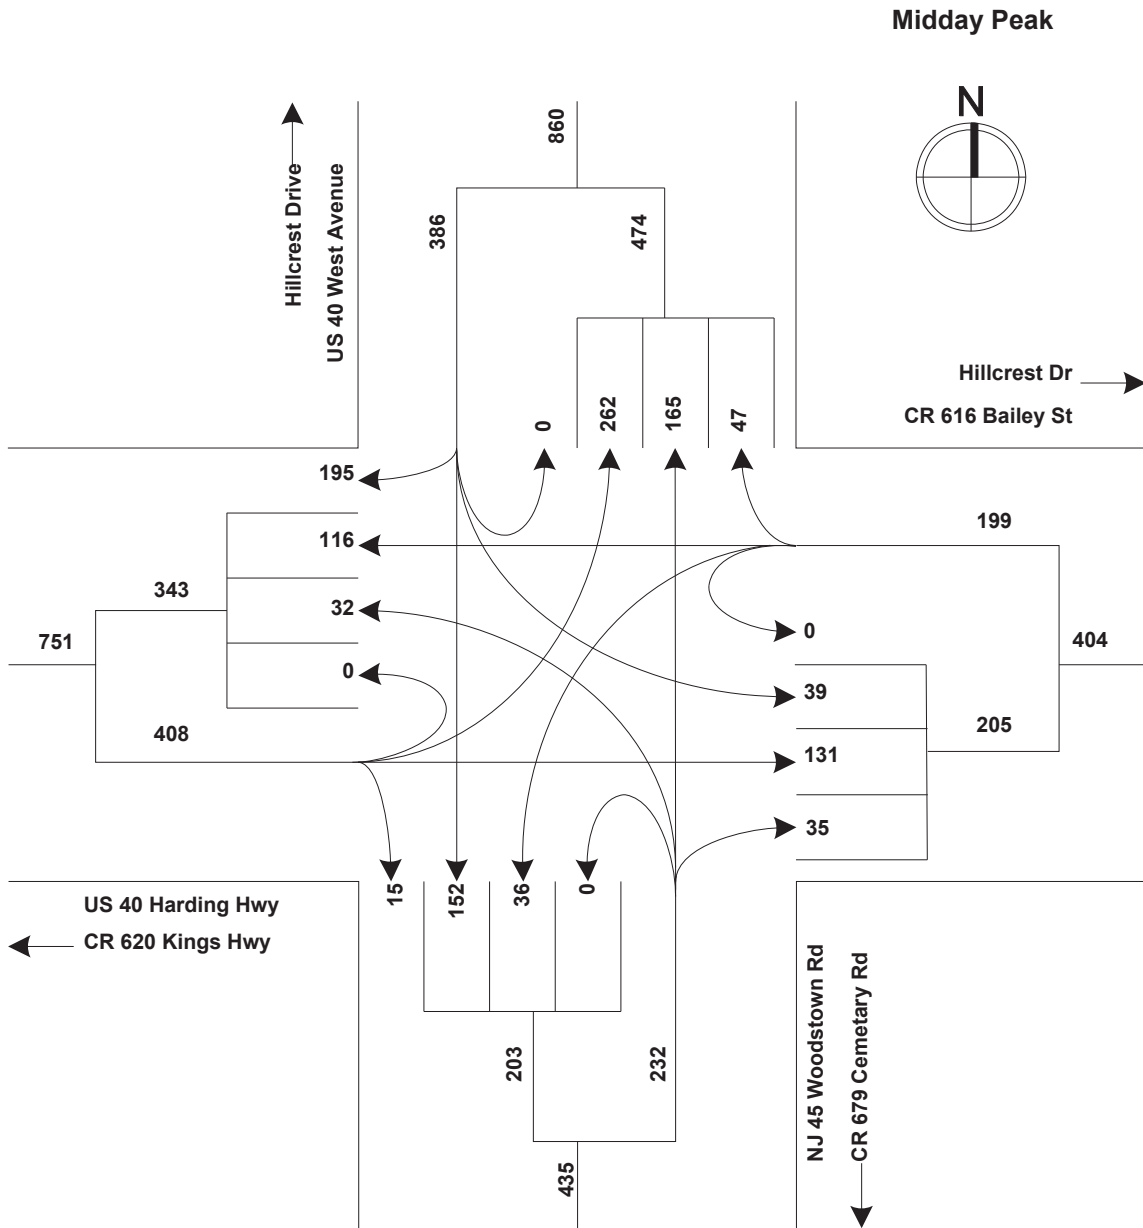 Midday Peak
N
860
Hillcrest Drive
US 40 West Avenue
386
474
Hillcrest Dr
CR 616 Bailey St
0
262
165
47
195
199
116
343
32
0
751
404
0
39
408
205
131
35
15
152
36
0
US 40 Harding Hwy
CR 620 Kings Hwy
NJ 45 Woodstown Rd
CR 679 Cemetary Rd
203
232
435